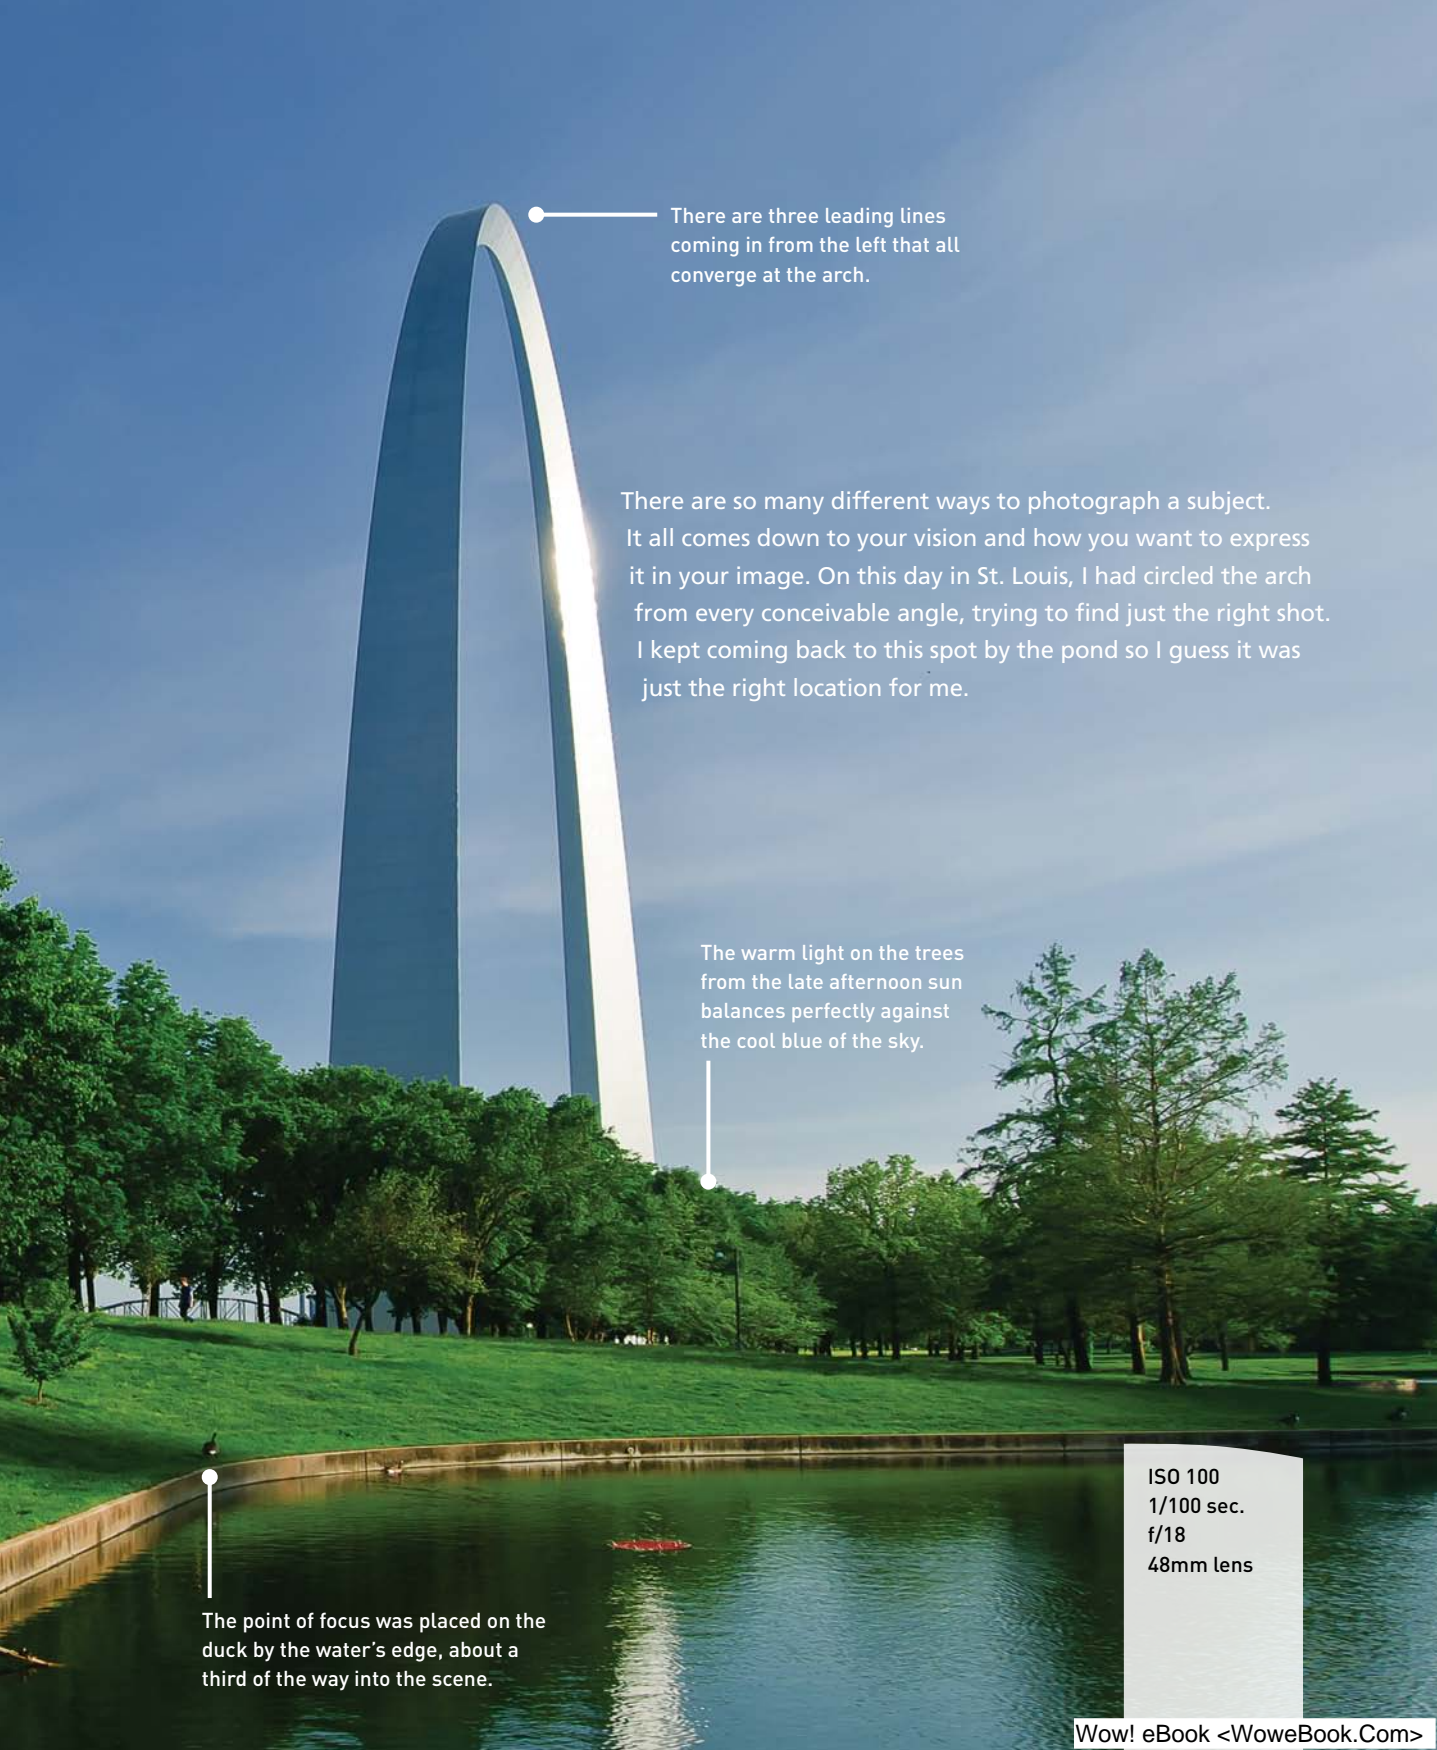 There are three leading lines
coming in from the left that all
converge at the arch.
There are so many different ways to photograph a subject.
It all comes down to your vision and how you want to express
it in your image. On this day in St. Louis, I had circled the arch
from every conceivable angle, trying to find just the right shot.
I kept coming back to this spot by the pond so I guess it was
just the right location for me.
The warm light on the trees
from the late afternoon sun
balances perfectly against
the cool blue of the sky.
ISO 100
1/100 sec.
f/18
48mm lens
The point of focus was placed on the
duck by the water’s edge, about a
third of the way into the scene.
Wow! eBook <WoweBook.Com>